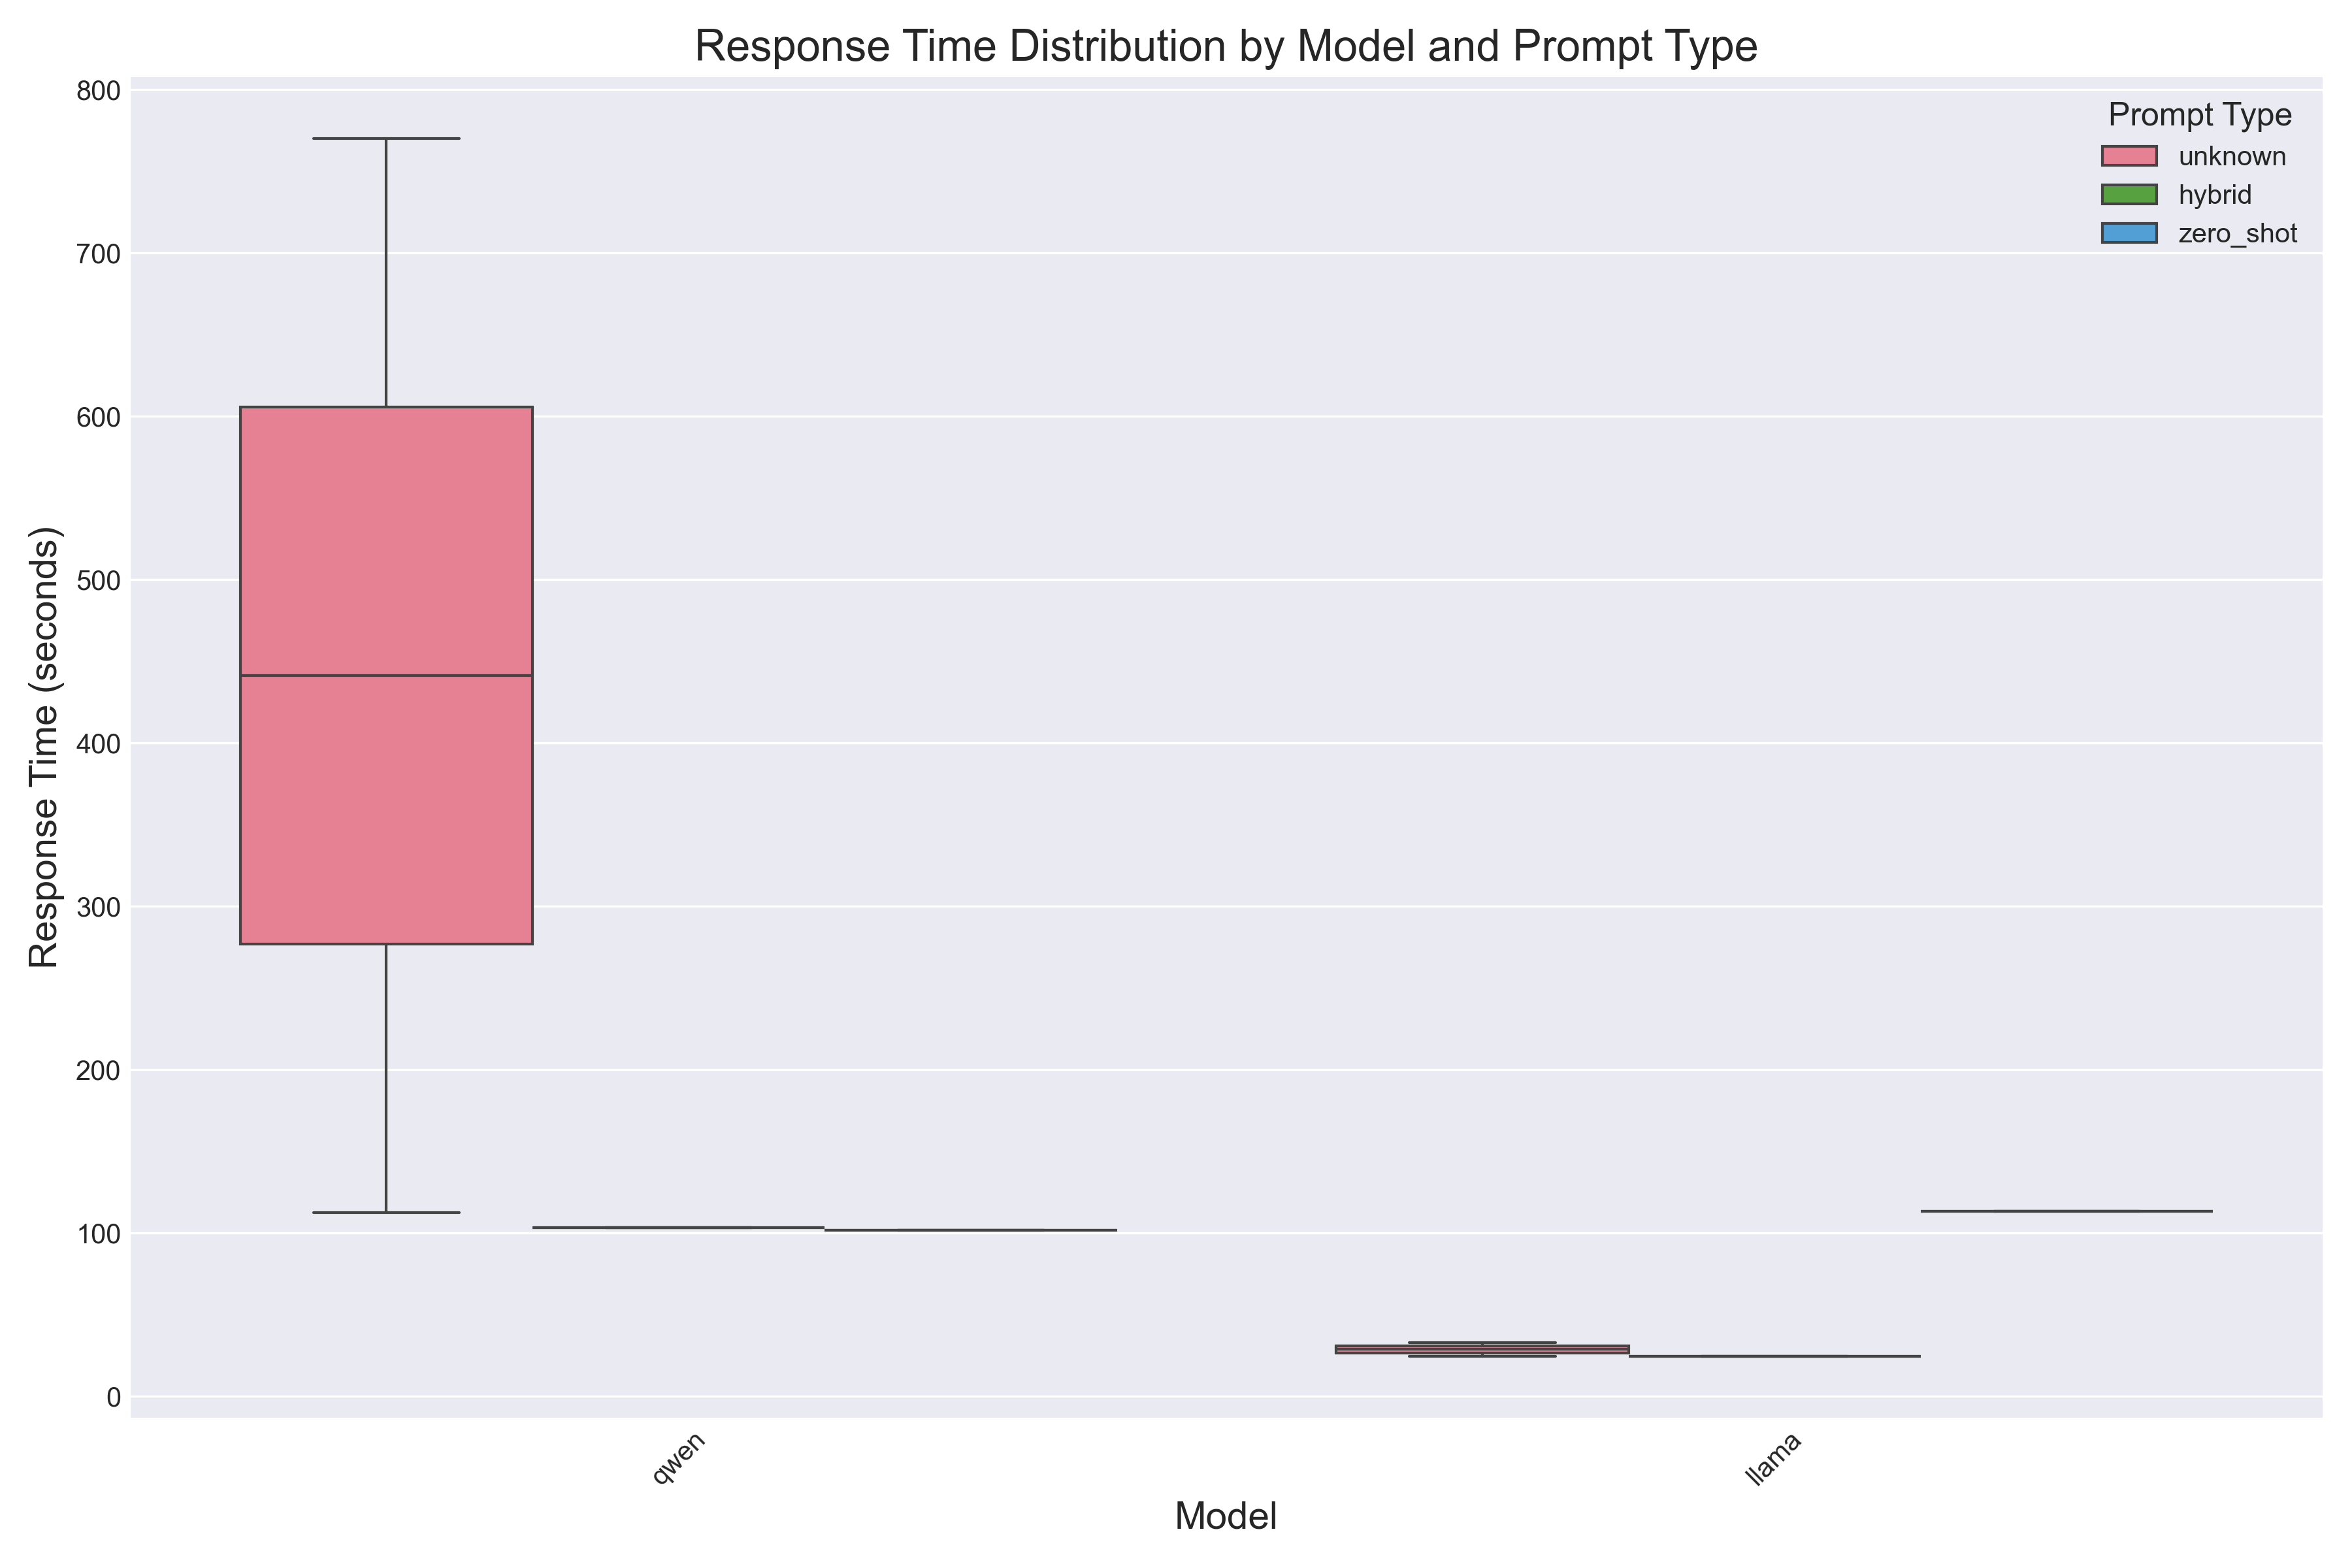 Response Time Distribution by Model and Prompt Type
Prompt Type
unknown
hybrid
zero_shot
Response Time (seconds)
800
700
600
500
400
300
200
100
0
qwen
llama
Model